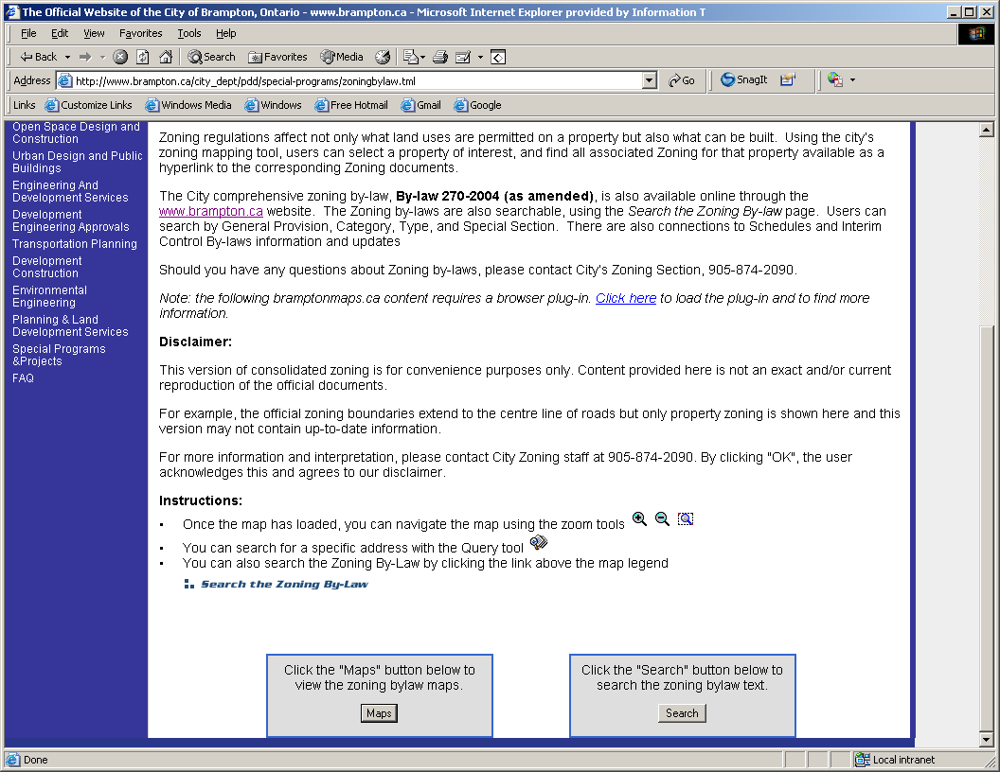 The Official Website of the City of Brampton, Ontario - www.brampton.ca - Microsoft Internet Explorer provided by Information T
File Edit View Favorites Tools Help
Back Search Favorites Media
Address http://www.brampton.ca/city_dept/pdd/special-programs/zoningbylaw.tml Go SnagIt
Links Customize Links Windows Media Windows Free Hotmail Gmail Google
Open Space Design and
Construction
Urban Design and Public
Buildings
Engineering And
Development Services
Development
Engineering Approvals
Transportation Planning
Development
Construction
Environmental
Engineering
Planning & Land
Development Services
Special Programs
&Projects
FAQ
Zoning regulations affect not only what land uses are permitted on a property but also what can be built. Using the city's
zoning mapping tool, users can select a property of interest, and find all associated Zoning for that property available as a
hyperlink to the corresponding Zoning documents.
The City comprehensive zoning by-law, By-law 270-2004 (as amended), is also available online through the
www.brampton.ca website. The Zoning by-laws are also searchable, using the Search the Zoning By-law page. Users can
search by General Provision, Category, Type, and Special Section. There are also connections to Schedules and Interim
Control By-laws information and updates
Should you have any questions about Zoning by-laws, please contact City's Zoning Section, 905-874-2090.
Note: the following bramptonmaps.ca content requires a browser plug-in. Click here to load the plug-in and to find more
information.
Disclaimer:
This version of consolidated zoning is for convenience purposes only. Content provided here is not an exact and/or current
reproduction of the official documents.
For example, the official zoning boundaries extend to the centre line of roads but only property zoning is shown here and this
version may not contain up-to-date information.
For more information and interpretation, please contact City Zoning staff at 905-874-2090. By clicking "OK", the user
acknowledges this and agrees to our disclaimer.
Instructions:
• Once the map has loaded, you can navigate the map using the zoom tools
• You can search for a specific address with the Query tool
• You can also search the Zoning By-Law by clicking the link above the map legend
Search the Zoning By-Law
Click the "Maps" button below to
view the zoning bylaw maps.
Maps
Click the "Search" button below to
search the zoning bylaw text.
Search
Done Local intranet